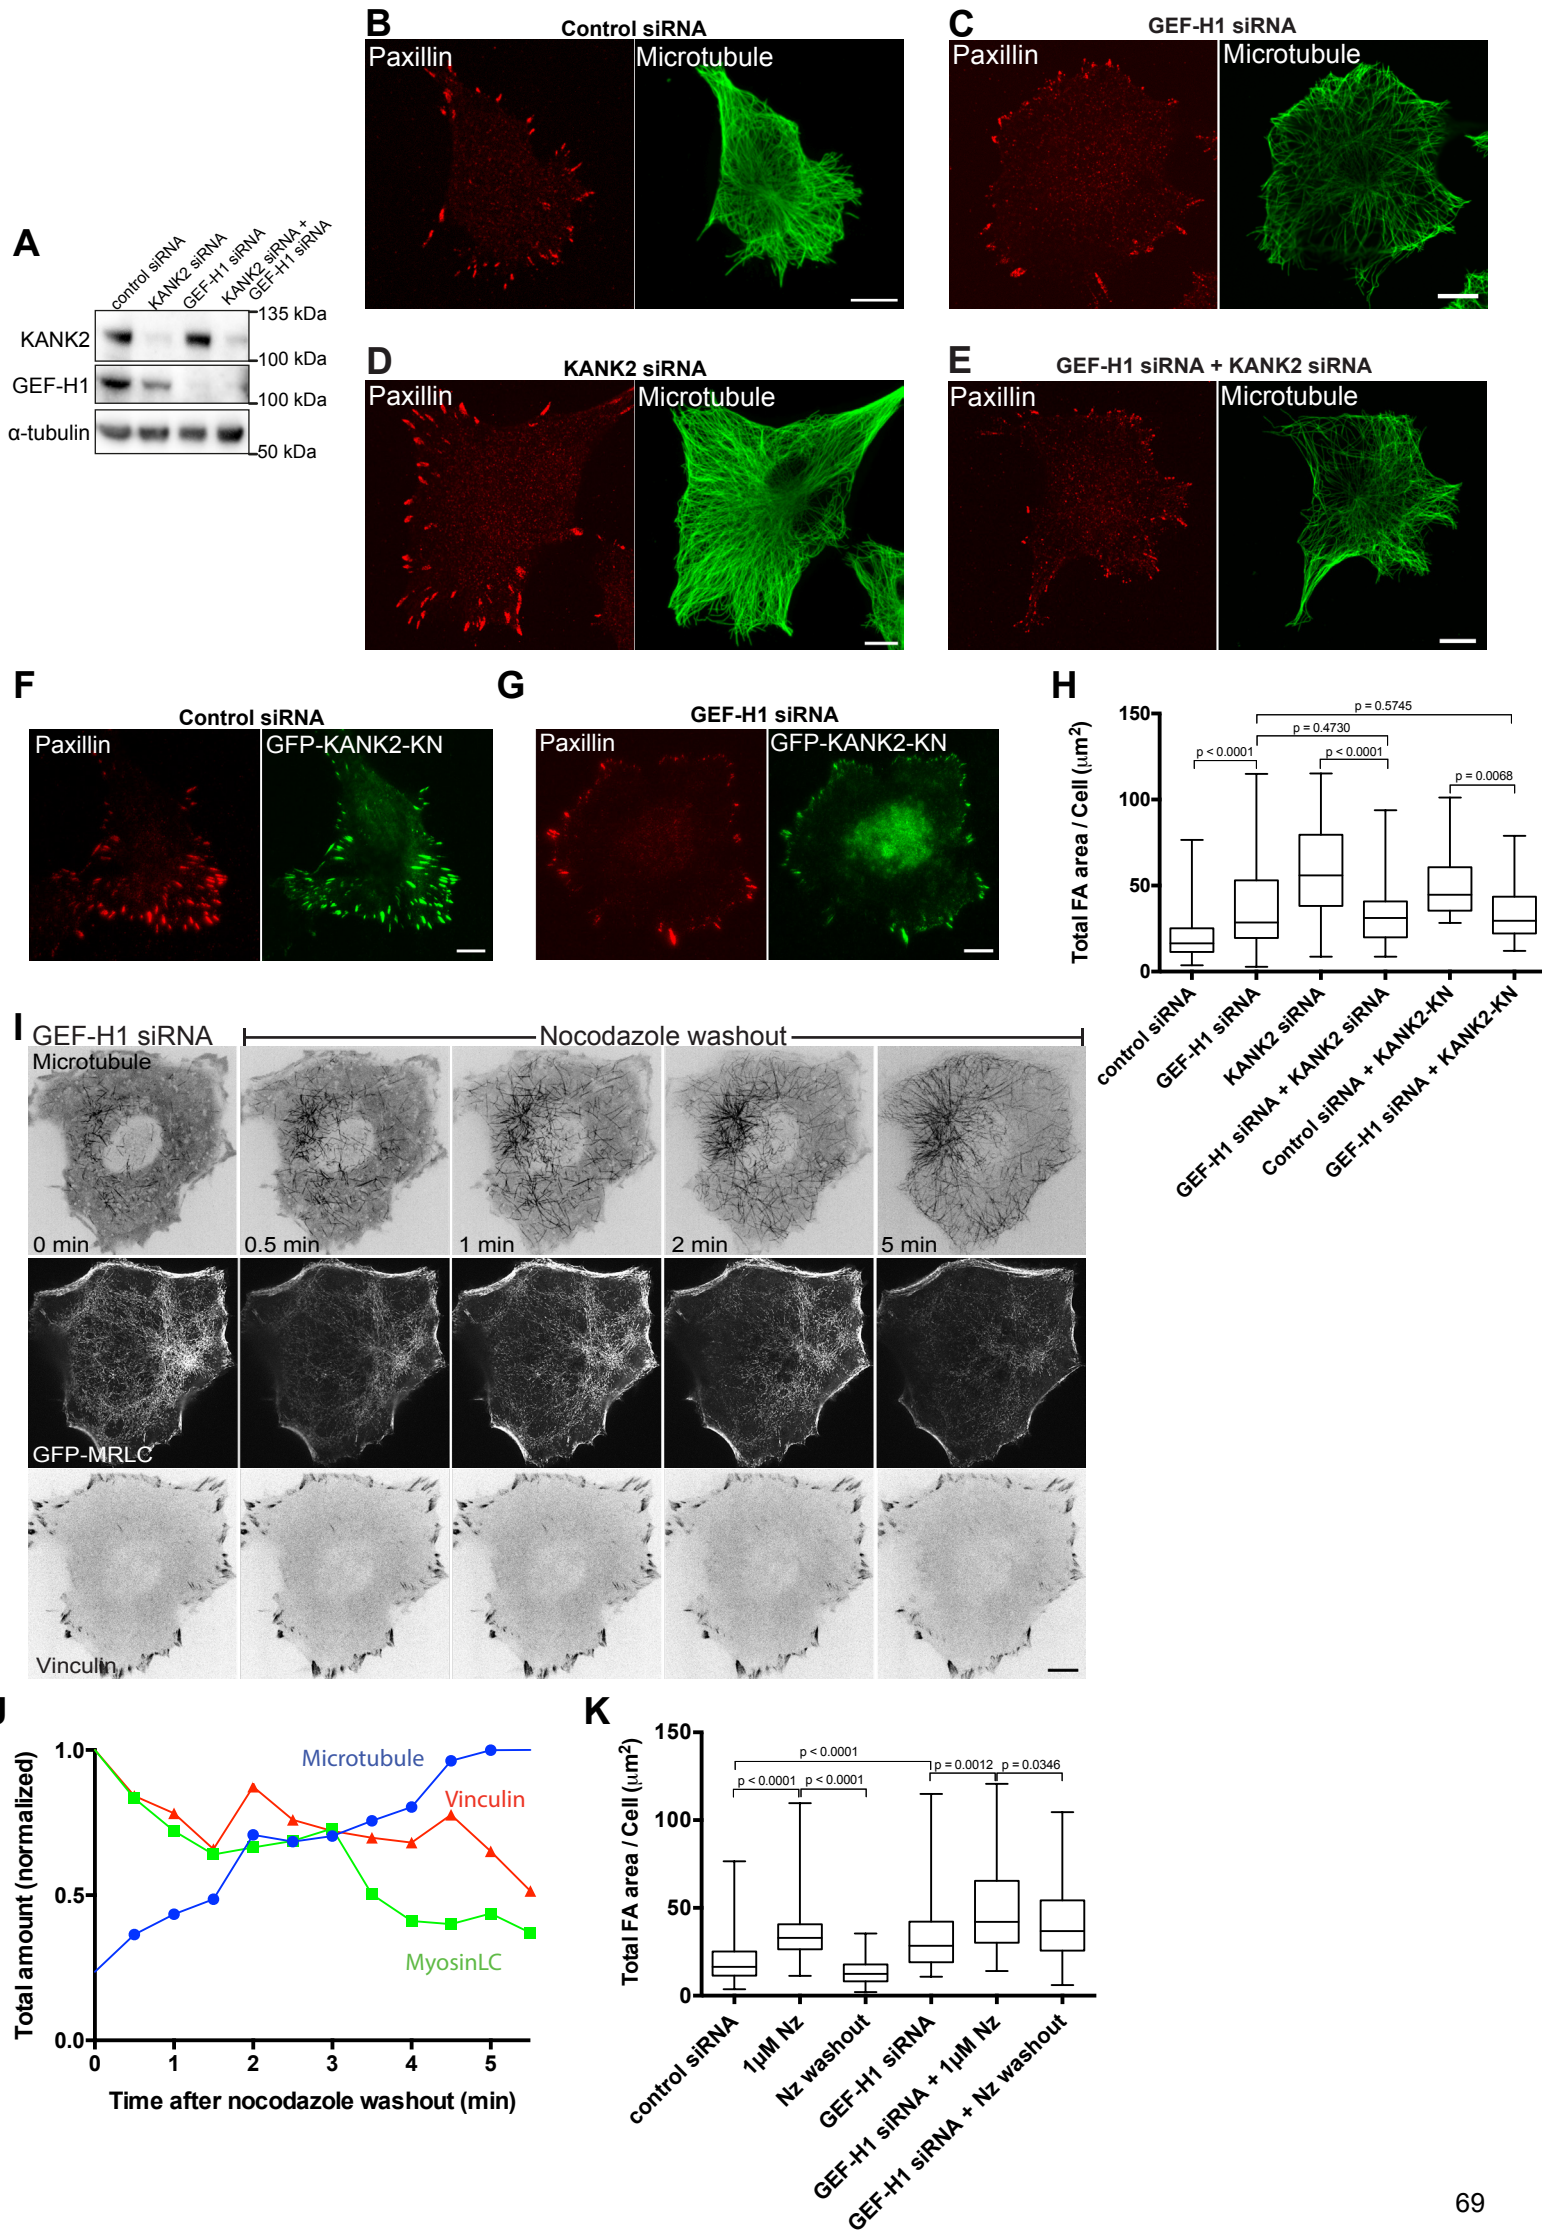 A
control siRNA
KANK2 siRNA
GEF-H1 siRNA
KANK2 siRNA +
GEF-H1 siRNA
135 kDa
KANK2
100 kDa
GEF-H1
100 kDa
α-tubulin
50 kDa
B
Control siRNA
Paxillin
Microtubule
C
GEF-H1 siRNA
Paxillin
Microtubule
D
KANK2 siRNA
Paxillin
Microtubule
E
GEF-H1 siRNA + KANK2 siRNA
Paxillin
Microtubule
F
Control siRNA
Paxillin
GFP-KANK2-KN
G
GEF-H1 siRNA
Paxillin
GFP-KANK2-KN
H
Total FA area / Cell (μm2)
150
100
50
0
p = 0.5745
p = 0.4730
p < 0.0001
p < 0.0001
p = 0.0068
control siRNA
GEF-H1 siRNA
KANK2 siRNA
GEF-H1 siRNA + KANK2 siRNA
Control siRNA + KANK2-KN
GEF-H1 siRNA + KANK2-KN
I
GEF-H1 siRNA
Nocodazole washout
Microtubule
0 min
0.5 min
1 min
2 min
5 min
GFP-MRLC
Vinculin
J
Total amount (normalized)
1.0
0.5
0.0
Microtubule
Vinculin
MyosinLC
0 1 2 3 4 5
Time after nocodazole washout (min)
K
Total FA area / Cell (μm2)
150
100
50
0
p < 0.0001
p < 0.0001
p < 0.0001
p = 0.0012
p = 0.0346
control siRNA
1μM Nz
Nz washout
GEF-H1 siRNA
GEF-H1 siRNA + 1μM Nz
GEF-H1 siRNA + Nz washout
69